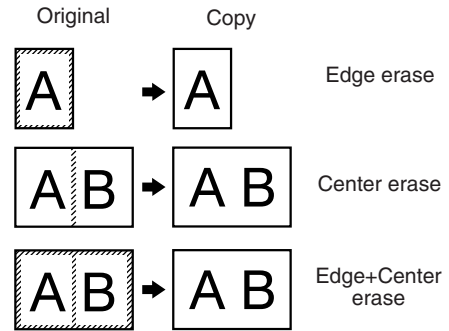 Original Copy
A A Edge erase
A B A B Center erase
A B A B Edge+Center
erase